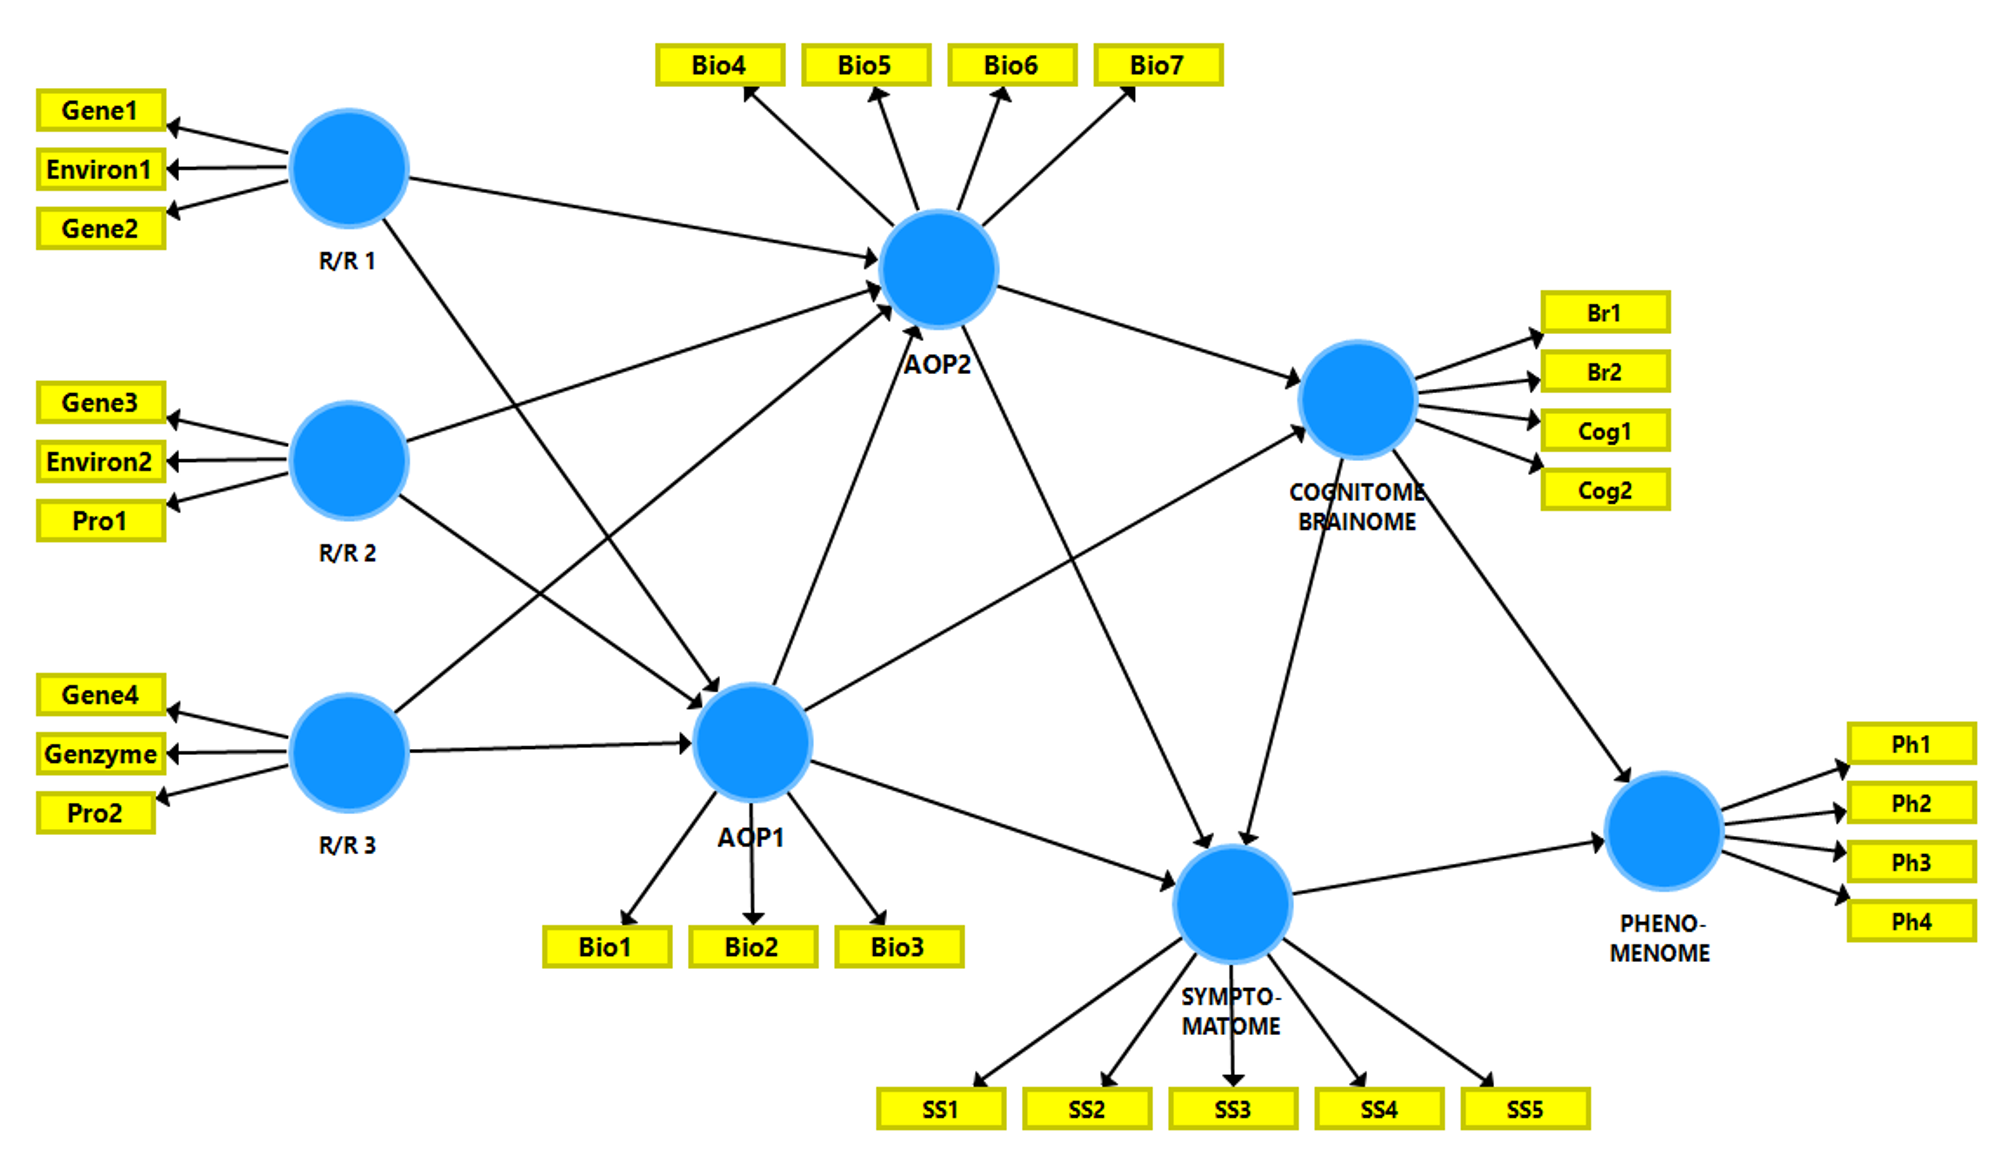 Bio4
Bio5
Bio6
Bio7
Gene1
Environ1
Gene2
R/R 1
AOP2
Br1
Br2
Cog1
Cog2
COGNITOME
BRAINOME
Gene3
Environ2
Pro1
R/R 2
Gene4
Genzyme
Pro2
R/R 3
AOP1
Bio1
Bio2
Bio3
Ph1
Ph2
Ph3
Ph4
PHENO-
MENOME
SYMPTO-
MATOME
SS1
SS2
SS3
SS4
SS5